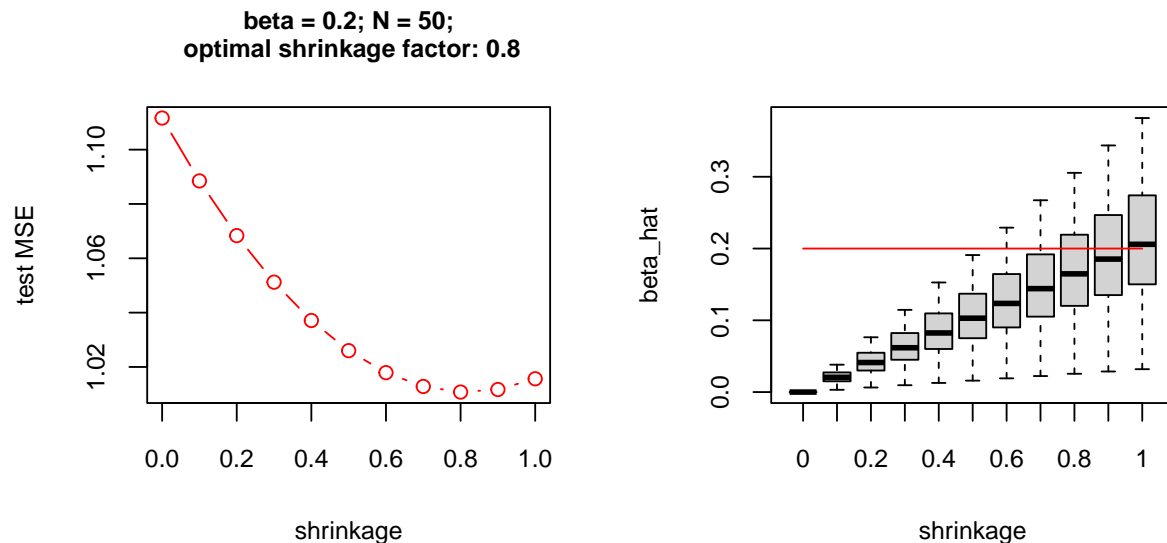 beta = 0.2; N = 50;
optimal shrinkage factor: 0.8
test MSE
1.10
1.06
1.02
0.0 0.2 0.4 0.6 0.8 1.0
shrinkage
beta_hat
0.3
0.2
0.1
0.0
0 0.2 0.4 0.6 0.8 1
shrinkage